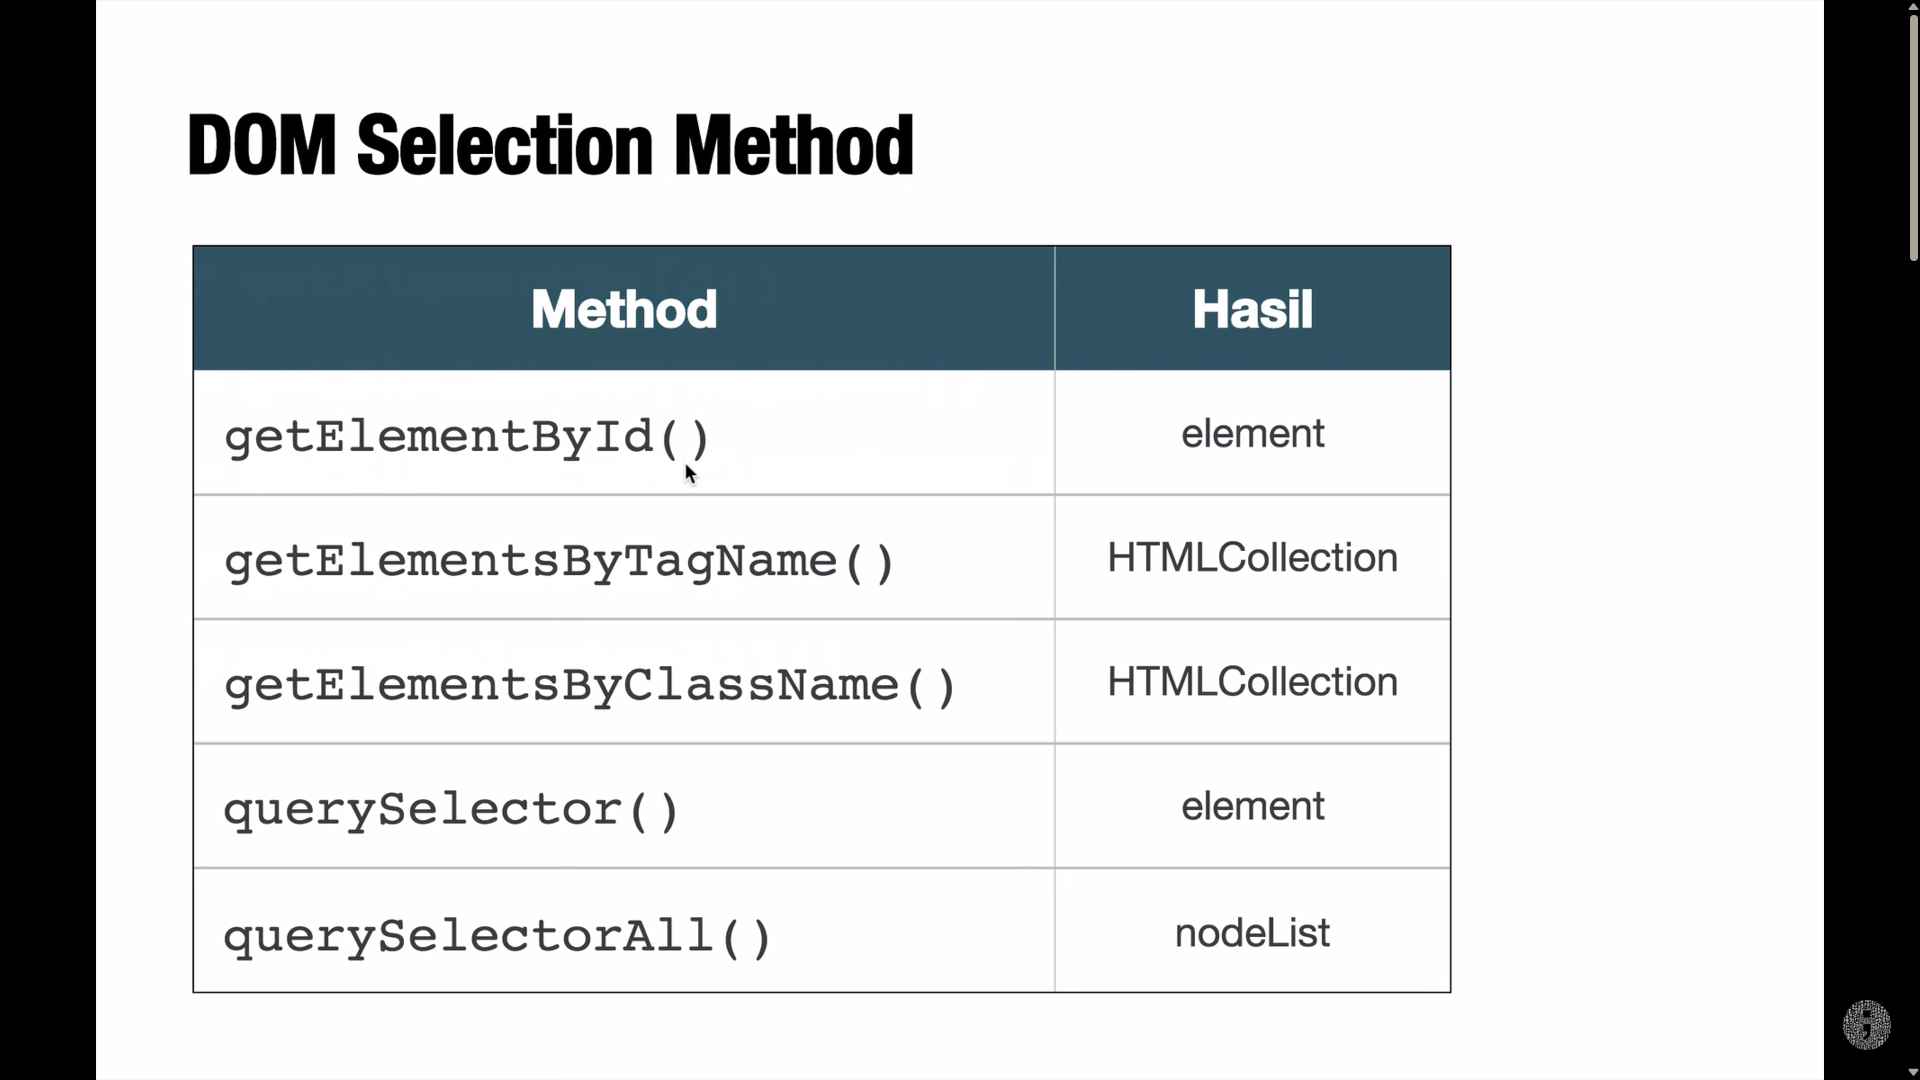 DOM Selection Method
Method Hasil
getElementById() element
getElementsByTagName() HTMLCollection
getElementsByClassName() HTMLCollection
querySelector() element
querySelectorAll() nodeList